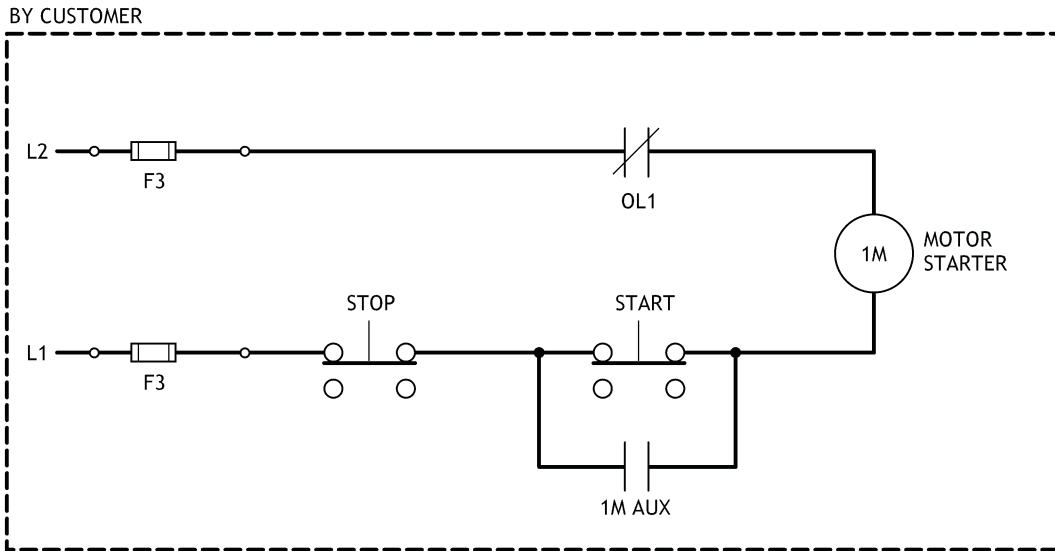 BY CUSTOMER
L2
F3
OL1
1M
MOTOR
STARTER
STOP
START
L1
F3
1M AUX